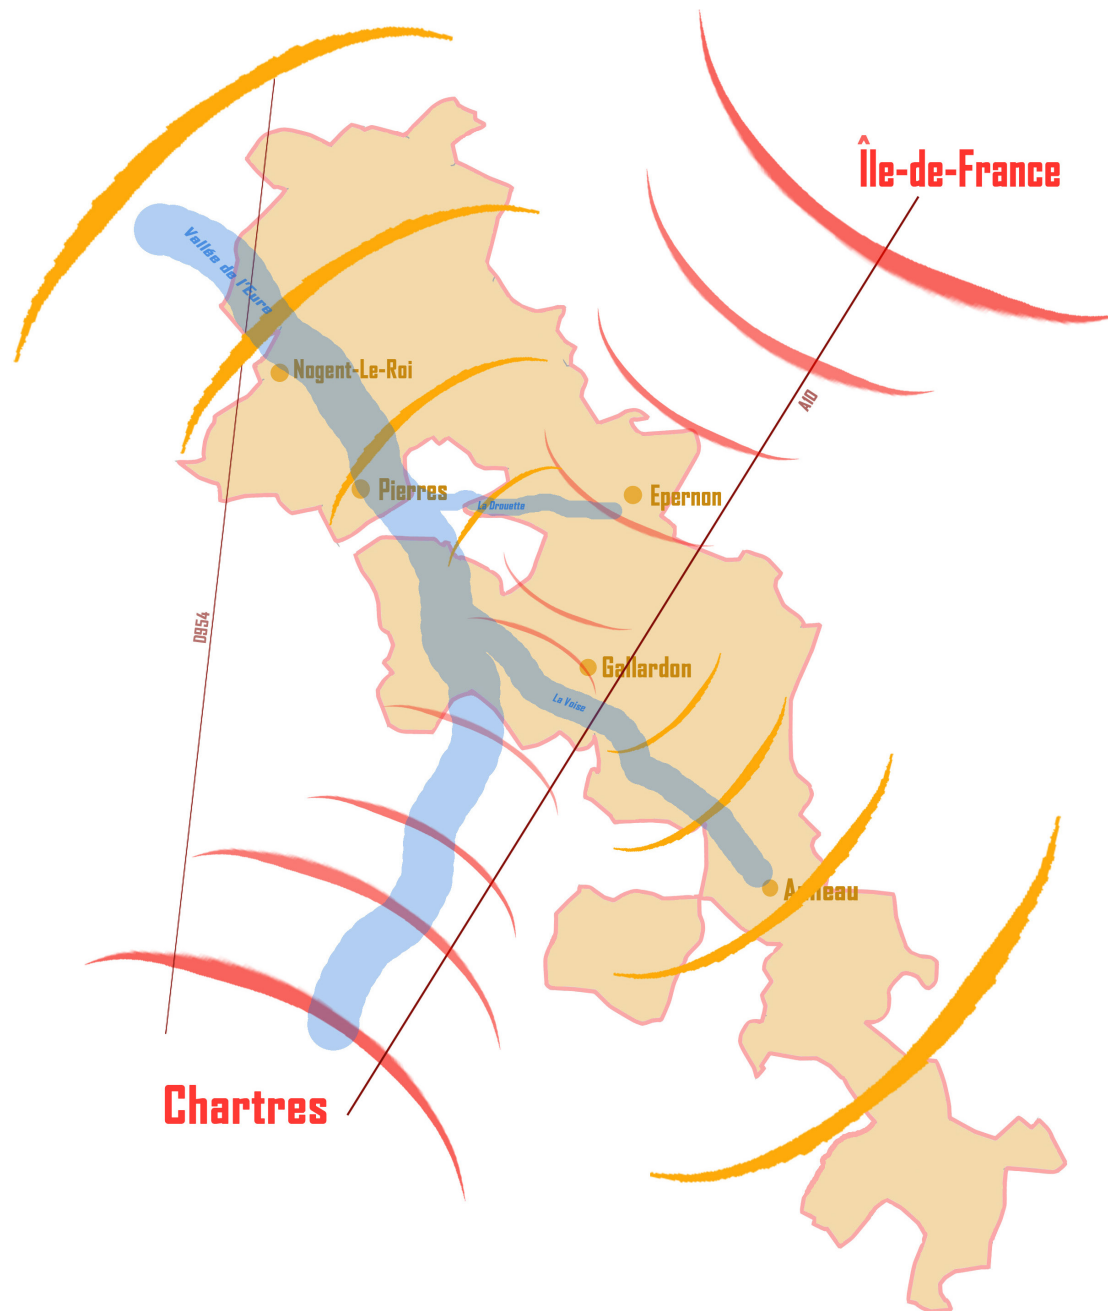 Île-de-France
Vallée de l'Eure
Nogent-Le-Roi
A10
Pierres
Epernon
La Drouette
D954
Gallardon
La Voise
Auneau
Chartres